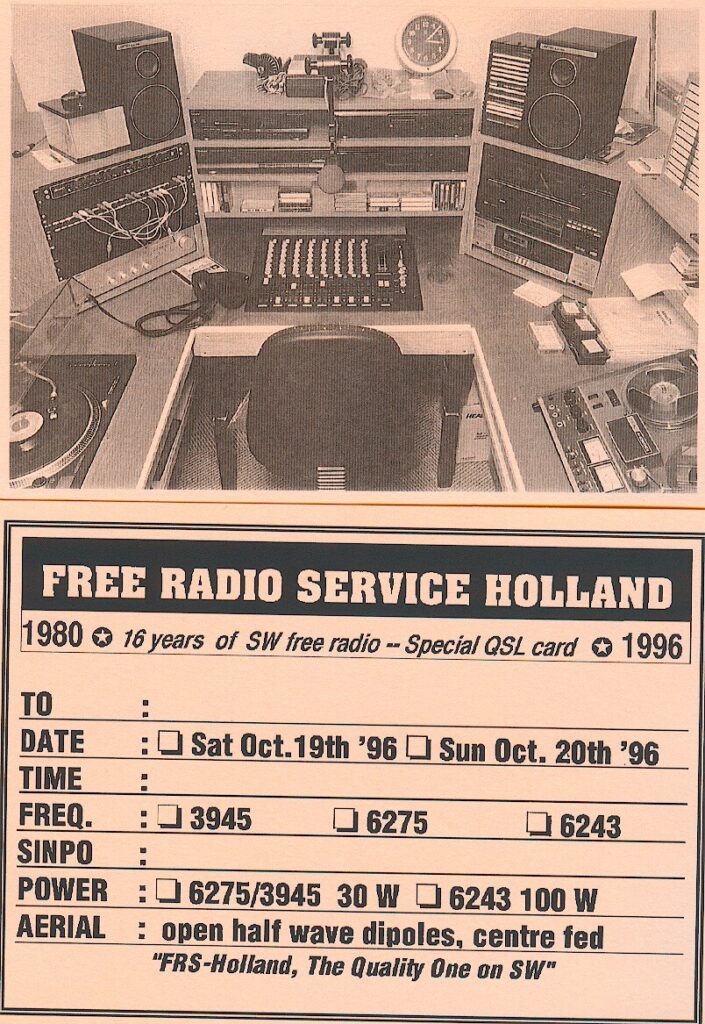 FREE RADIO SERVICE HOLLAND
1980 ✪ 16 years of SW free radio -- Special QSL card ✪ 1996
TO :
DATE : ❏ Sat Oct.19th '96 ❏ Sun Oct. 20th '96
TIME :
FREQ. : ❏ 3945 ❏ 6275 ❏ 6243
SINPO :
POWER : ❏ 6275/3945 30 W ❏ 6243 100 W
AERIAL : open half wave dipoles, centre fed
"FRS-Holland, The Quality One on SW"